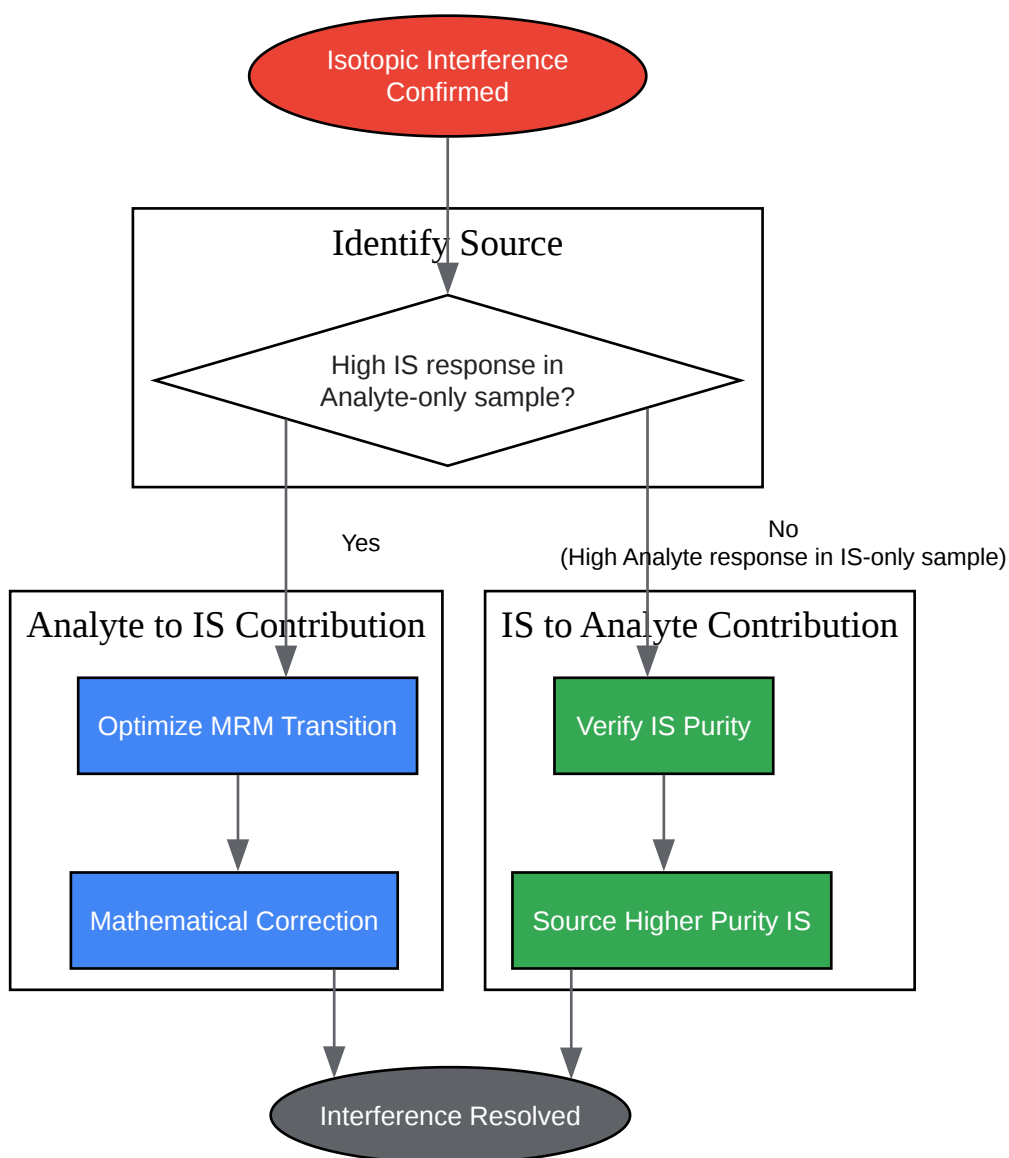 Isotopic Interference
Confirmed
Identify Source
High IS response in
Analyte-only sample?
Yes
No
(High Analyte response in IS-only sample)
Analyte to IS Contribution
IS to Analyte Contribution
Optimize MRM Transition
Verify IS Purity
Mathematical Correction
Source Higher Purity IS
Interference Resolved